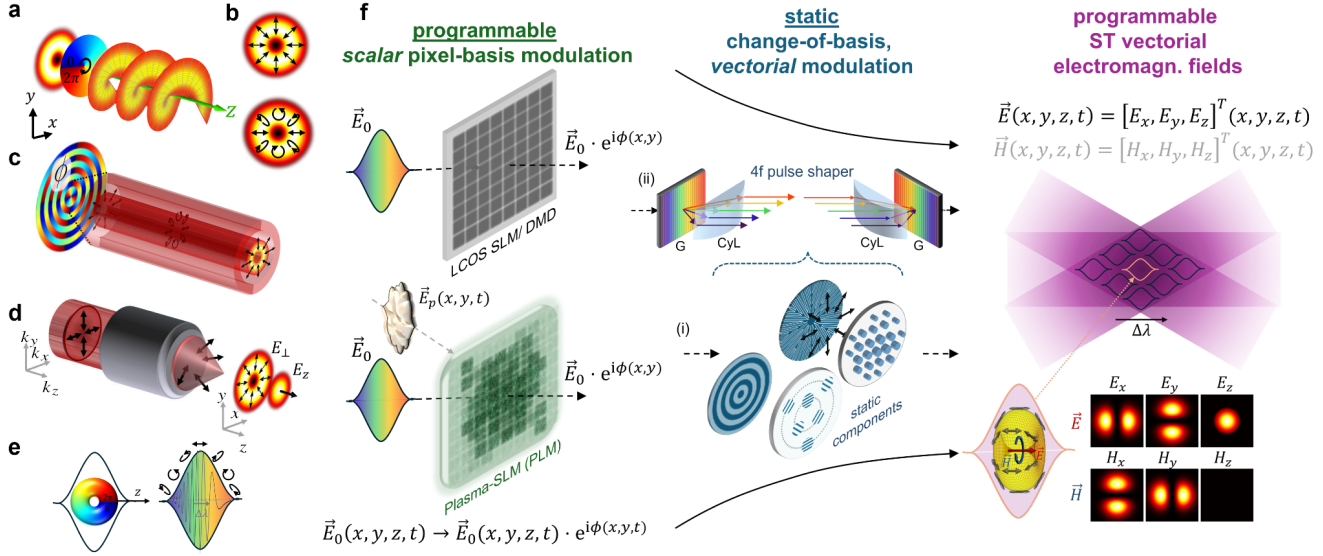 a
b
f
programmable
scalar pixel-basis modulation
static
change-of-basis,
vectorial modulation
programmable
ST vectorial
electromagn. fields
0
2π
z
y
x
E⃗₀
E⃗₀ · e^{iϕ(x,y)}
LCOS SLM/ DMD
E⃗(x, y, z, t) = [E_x, E_y, E_z]^T (x, y, z, t)
H⃗(x, y, z, t) = [H_x, H_y, H_z]^T (x, y, z, t)
c
ϕ
(ii)
4f pulse shaper
G
CyL
CyL
G
Δλ
d
k_y
k_x
k_z
E_⊥
E_z
y
x
z
E⃗_p(x, y, t)
E⃗₀
E⃗₀ · e^{iϕ(x,y)}
Plasma-SLM (PLM)
(i)
static
components
E_x E_y E_z
E⃗
H_x H_y H_z
H⃗
H⃗
E⃗
e
z
Δλ
E⃗₀(x, y, z, t) → E⃗₀(x, y, z, t) · e^{iϕ(x,y,t)}